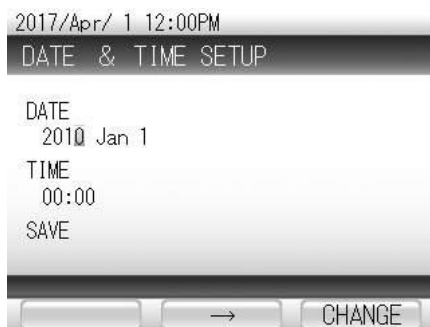 2017/Apr/ 1 12:00PM
DATE & TIME SETUP
DATE
2010 Jan 1
TIME
00:00
SAVE
→ CHANGE